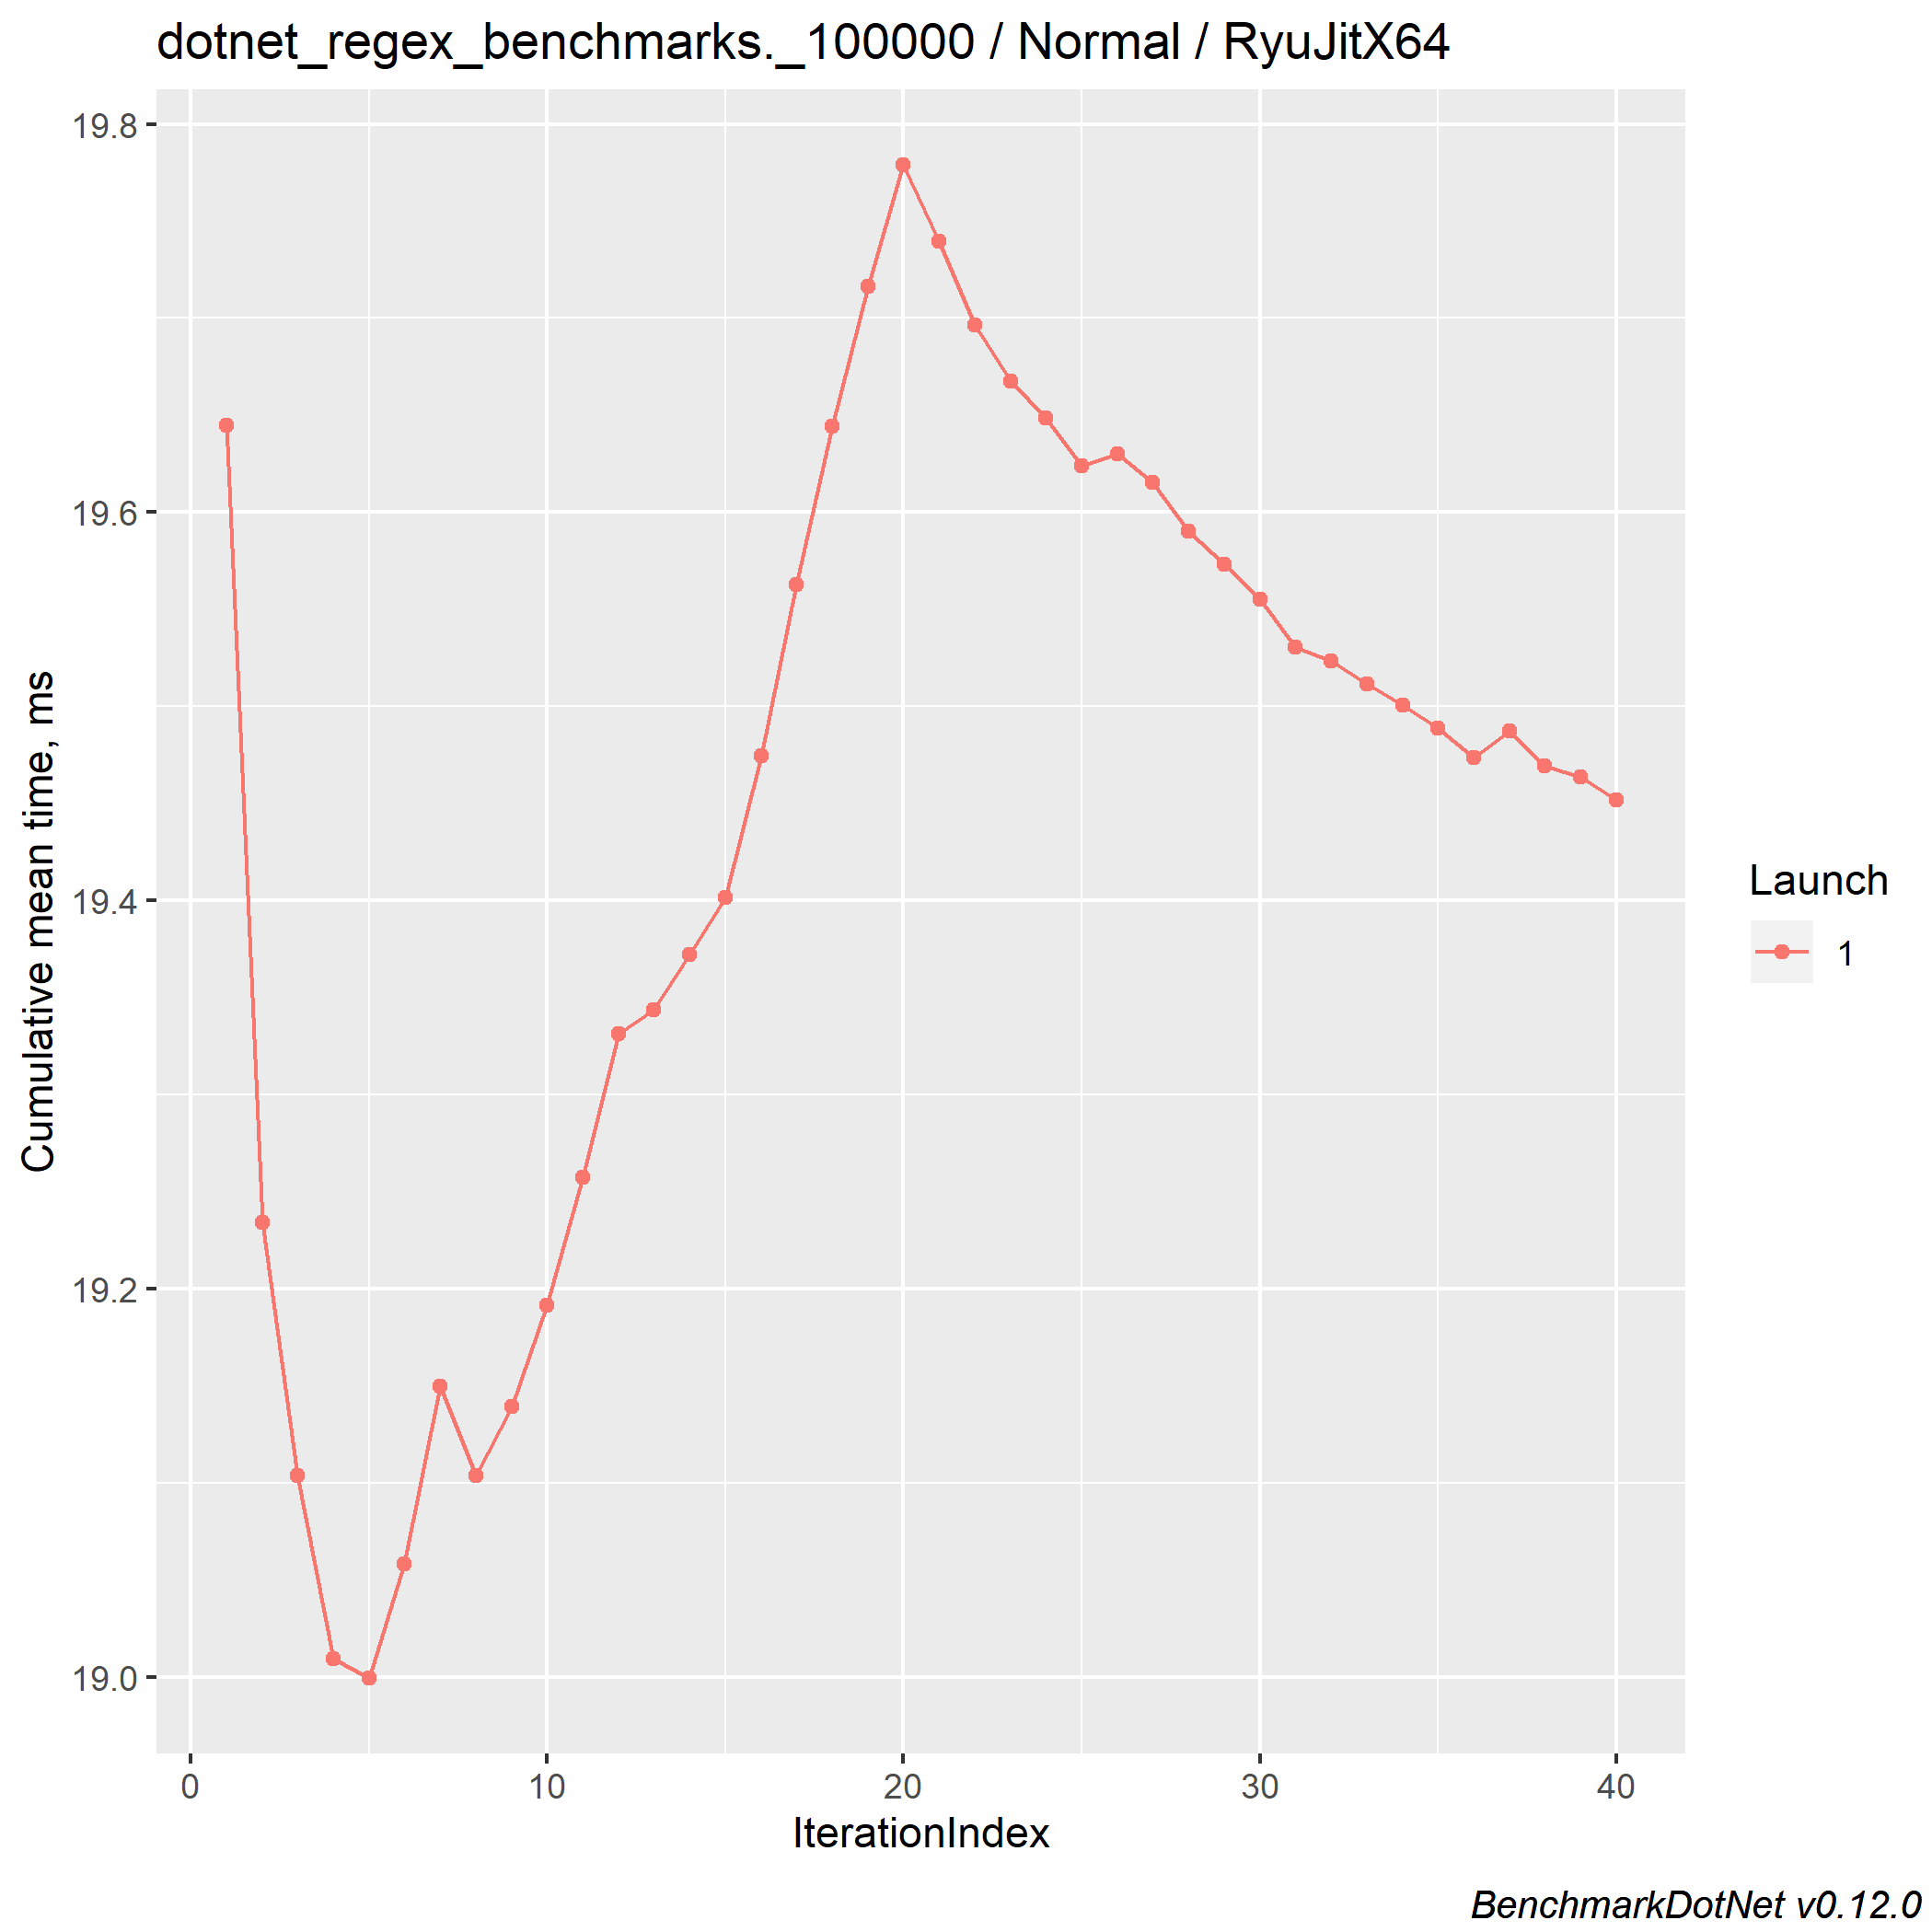 dotnet_regex_benchmarks._100000 / Normal / RyuJitX64
Cumulative mean time, ms
19.8
19.6
19.4
19.2
19.0
0 10 20 30 40
IterationIndex
Launch
1
BenchmarkDotNet v0.12.0